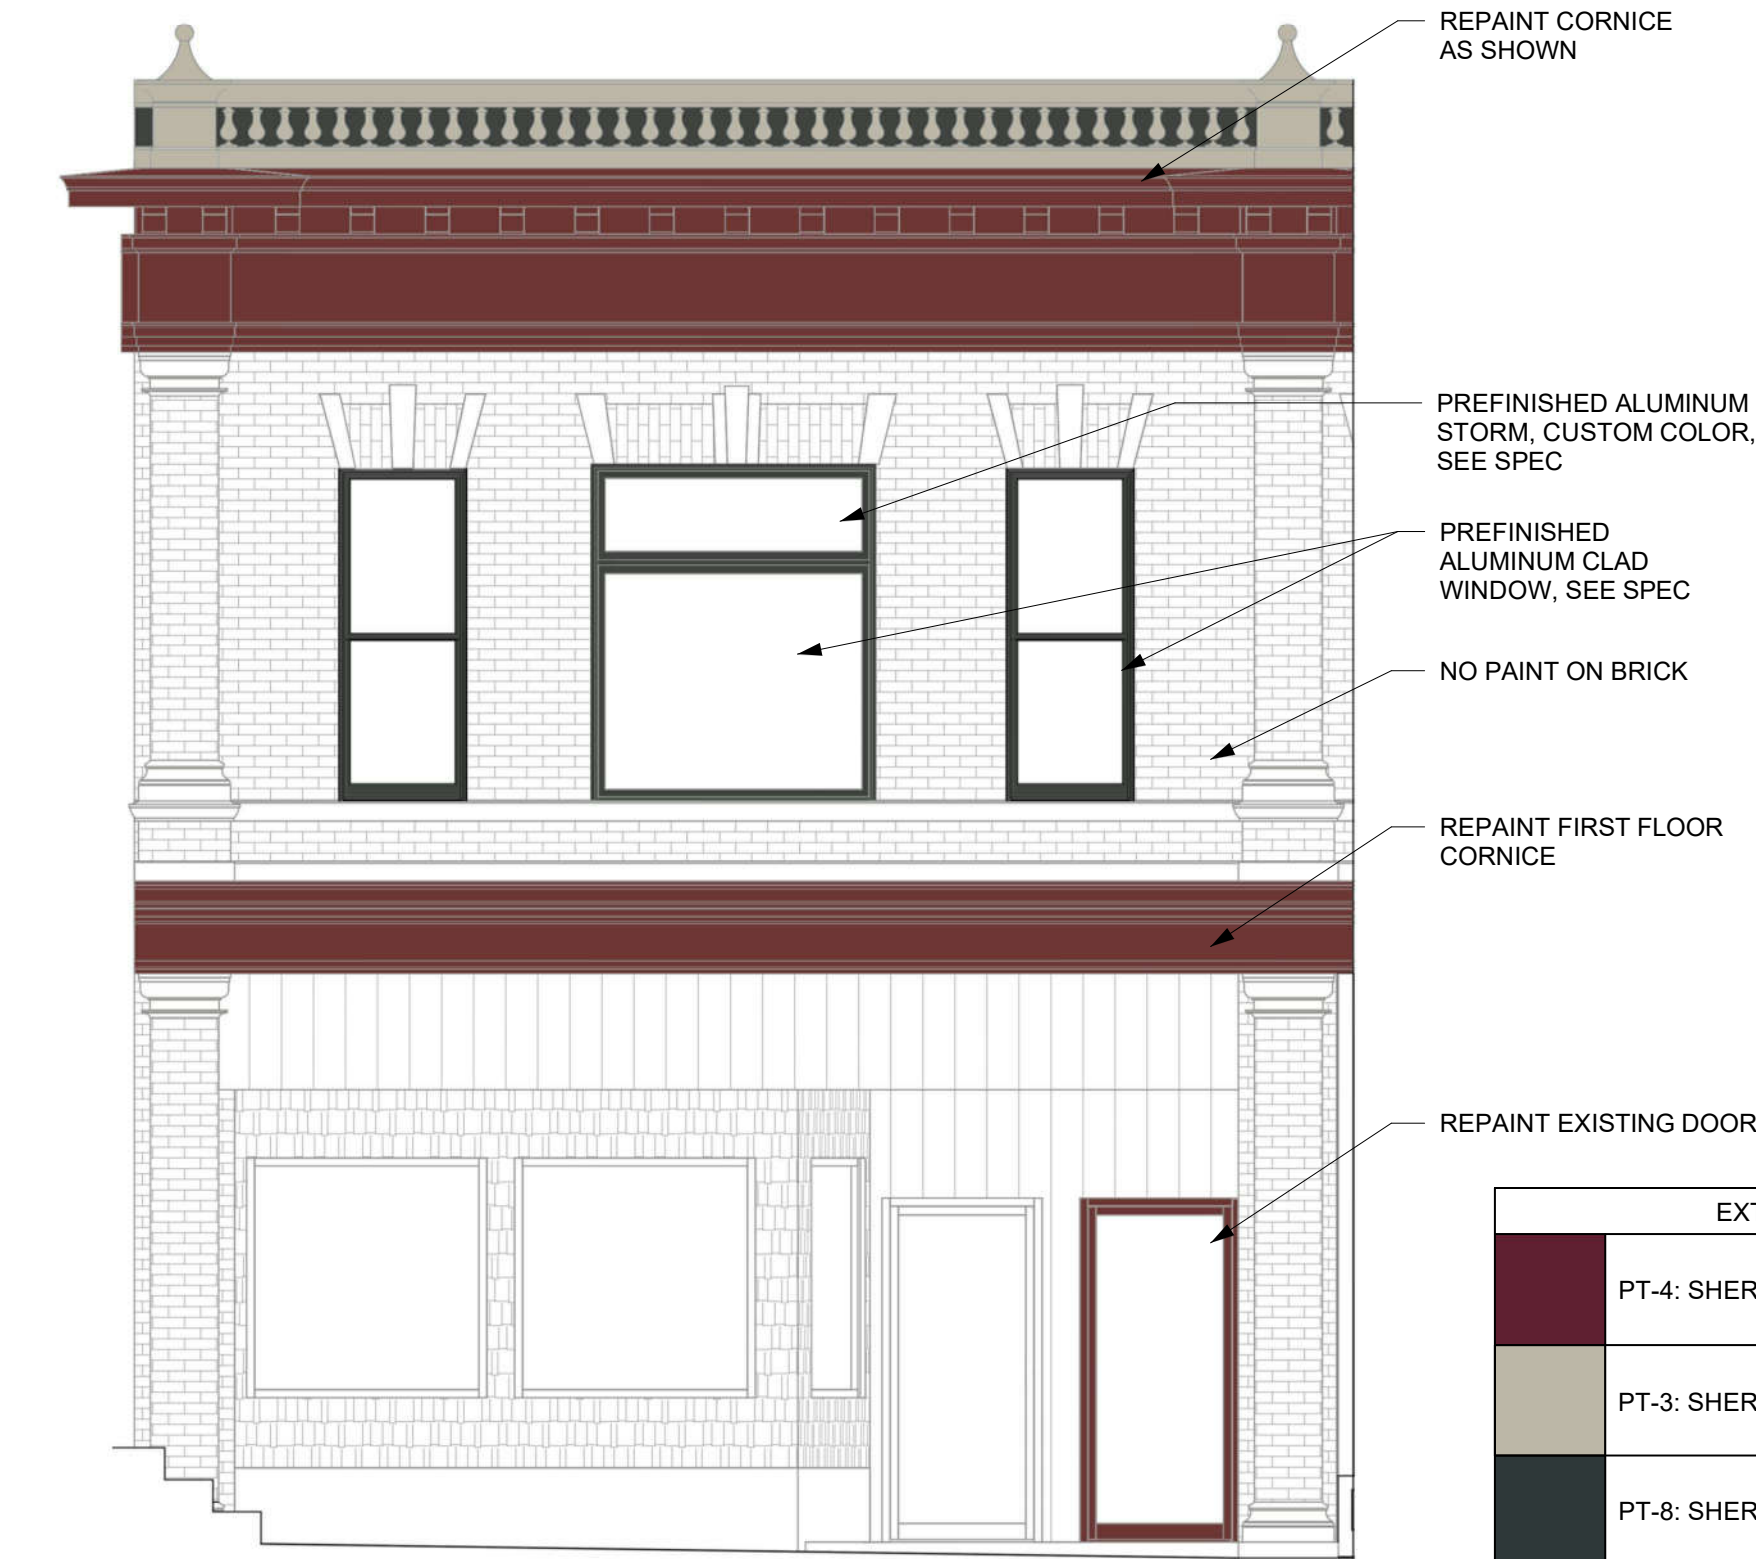 REPAINT CORNICE
AS SHOWN
PREFINISHED ALUMINUM
STORM, CUSTOM COLOR,
SEE SPEC
PREFINISHED
ALUMINUM CLAD
WINDOW, SEE SPEC
NO PAINT ON BRICK
REPAINT FIRST FLOOR
CORNICE
REPAINT EXISTING DOOR
EXT
PT-4: SHER
PT-3: SHER
PT-8: SHER